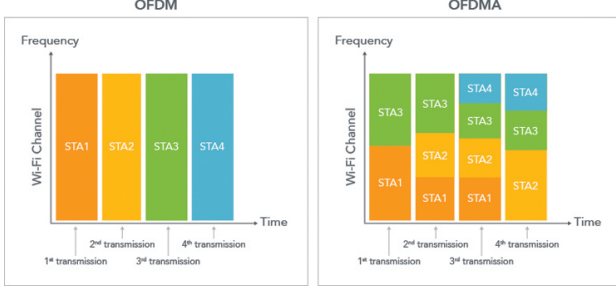 OFDM
Frequency
Wi-Fi Channel
STA1
STA2
STA3
STA4
Time
2nd transmission
4th transmission
1st transmission
3rd transmission
OFDMA
Frequency
Wi-Fi Channel
STA3
STA1
STA3
STA2
STA1
STA4
STA3
STA2
STA1
STA4
STA3
STA2
Time
2nd transmission
4th transmission
1st transmission
3rd transmission